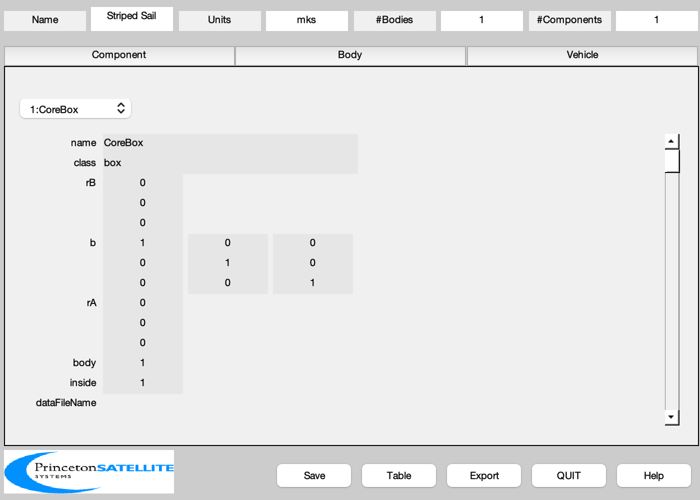 Name Striped Sail Units mks #Bodies 1 #Components 1
Component Body Vehicle
1:CoreBox
name CoreBox
class box
rB 0
0
0
b 1 0 0
0 1 0
0 0 1
rA 0
0
0
body 1
inside 1
dataFileName
PrincetonSATELLITE
SYSTEMS
Save Table Export QUIT Help